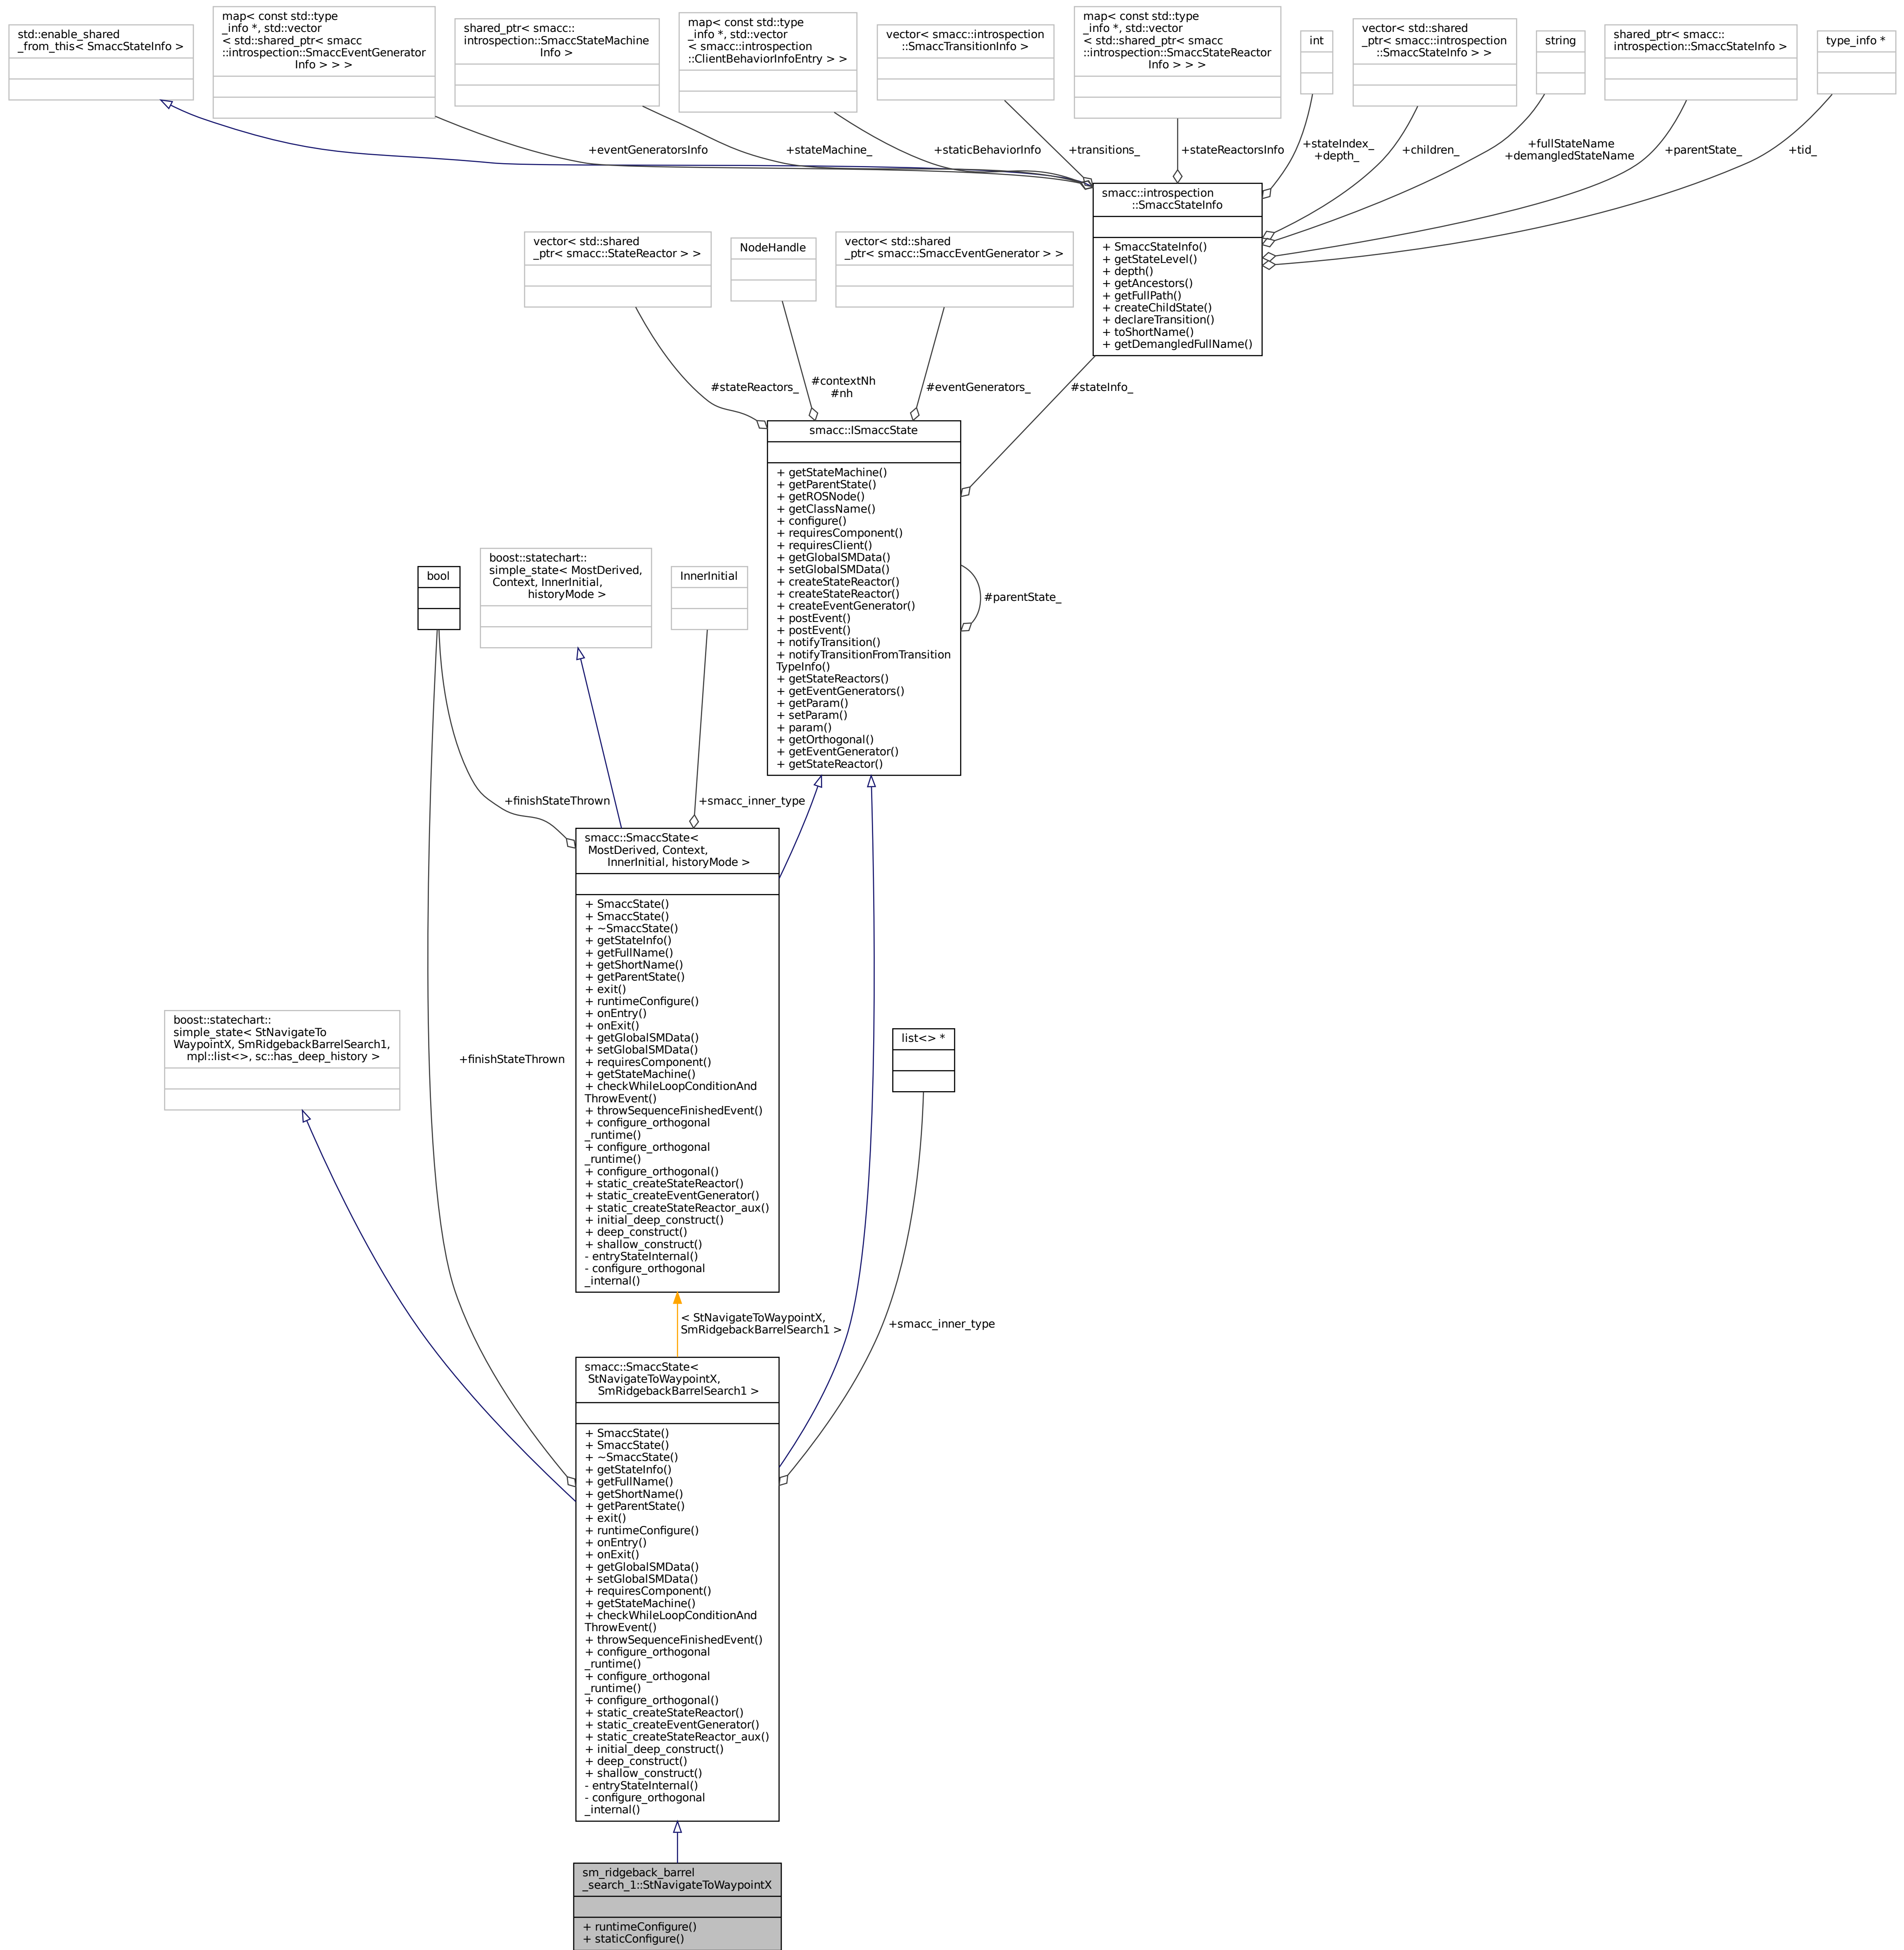 std::enable_shared
_from_this< SmaccStateInfo >
map< const std::type
_info *, std::vector
< std::shared_ptr< smacc
::introspection::SmaccEventGenerator
Info > > >
shared_ptr< smacc::
introspection::SmaccStateMachine
Info >
map< const std::type
_info *, std::vector
< smacc::introspection
::ClientBehaviorInfoEntry > >
vector< smacc::introspection
::SmaccTransitionInfo >
map< const std::type
_info *, std::vector
< std::shared_ptr< smacc
::introspection::SmaccStateReactor
Info > > >
int
vector< std::shared
_ptr< smacc::introspection
::SmaccStateInfo > >
string
shared_ptr< smacc::
introspection::SmaccStateInfo >
type_info *
+eventGeneratorsInfo
+stateMachine_
+staticBehaviorInfo
+transitions_
+stateReactorsInfo
+stateIndex_
+depth_
+children_
+fullStateName
+demangledStateName
+parentState_
+tid_
smacc::introspection
::SmaccStateInfo
+ SmaccStateInfo()
+ getStateLevel()
+ depth()
+ getAncestors()
+ getFullPath()
+ createChildState()
+ declareTransition()
+ toShortName()
+ getDemangledFullName()
vector< std::shared
_ptr< smacc::StateReactor > >
NodeHandle
vector< std::shared
_ptr< smacc::SmaccEventGenerator > >
#stateReactors_
#contextNh
#nh
#eventGenerators_
#stateInfo_
smacc::ISmaccState
+ getStateMachine()
+ getParentState()
+ getROSNode()
+ getClassName()
+ configure()
+ requiresComponent()
+ requiresClient()
+ getGlobalSMData()
+ setGlobalSMData()
+ createStateReactor()
+ createStateReactor()
+ createEventGenerator()
+ postEvent()
+ postEvent()
+ notifyTransition()
+ notifyTransitionFromTransition
TypeInfo()
+ getStateReactors()
+ getEventGenerators()
+ getParam()
+ setParam()
+ param()
+ getOrthogonal()
+ getEventGenerator()
+ getStateReactor()
#parentState_
bool
boost::statechart::
simple_state< MostDerived,
Context, InnerInitial,
historyMode >
InnerInitial
+finishStateThrown
+smacc_inner_type
smacc::SmaccState<
MostDerived, Context,
InnerInitial, historyMode >
+ SmaccState()
+ SmaccState()
+ ~SmaccState()
+ getStateInfo()
+ getFullName()
+ getShortName()
+ getParentState()
+ exit()
+ runtimeConfigure()
+ onEntry()
+ onExit()
+ getGlobalSMData()
+ setGlobalSMData()
+ requiresComponent()
+ getStateMachine()
+ checkWhileLoopConditionAnd
ThrowEvent()
+ throwSequenceFinishedEvent()
+ configure_orthogonal
_runtime()
+ configure_orthogonal
_runtime()
+ configure_orthogonal()
+ static_createStateReactor()
+ static_createEventGenerator()
+ static_createStateReactor_aux()
+ initial_deep_construct()
+ deep_construct()
+ shallow_construct()
- entryStateInternal()
- configure_orthogonal
_internal()
boost::statechart::
simple_state< StNavigateTo
WaypointX, SmRidgebackBarrelSearch1,
mpl::list<>, sc::has_deep_history >
+finishStateThrown
list<> *
< StNavigateToWaypointX,
SmRidgebackBarrelSearch1 >
+smacc_inner_type
smacc::SmaccState<
StNavigateToWaypointX,
SmRidgebackBarrelSearch1 >
+ SmaccState()
+ SmaccState()
+ ~SmaccState()
+ getStateInfo()
+ getFullName()
+ getShortName()
+ getParentState()
+ exit()
+ runtimeConfigure()
+ onEntry()
+ onExit()
+ getGlobalSMData()
+ setGlobalSMData()
+ requiresComponent()
+ getStateMachine()
+ checkWhileLoopConditionAnd
ThrowEvent()
+ throwSequenceFinishedEvent()
+ configure_orthogonal
_runtime()
+ configure_orthogonal
_runtime()
+ configure_orthogonal()
+ static_createStateReactor()
+ static_createEventGenerator()
+ static_createStateReactor_aux()
+ initial_deep_construct()
+ deep_construct()
+ shallow_construct()
- entryStateInternal()
- configure_orthogonal
_internal()
sm_ridgeback_barrel
_search_1::StNavigateToWaypointX
+ runtimeConfigure()
+ staticConfigure()